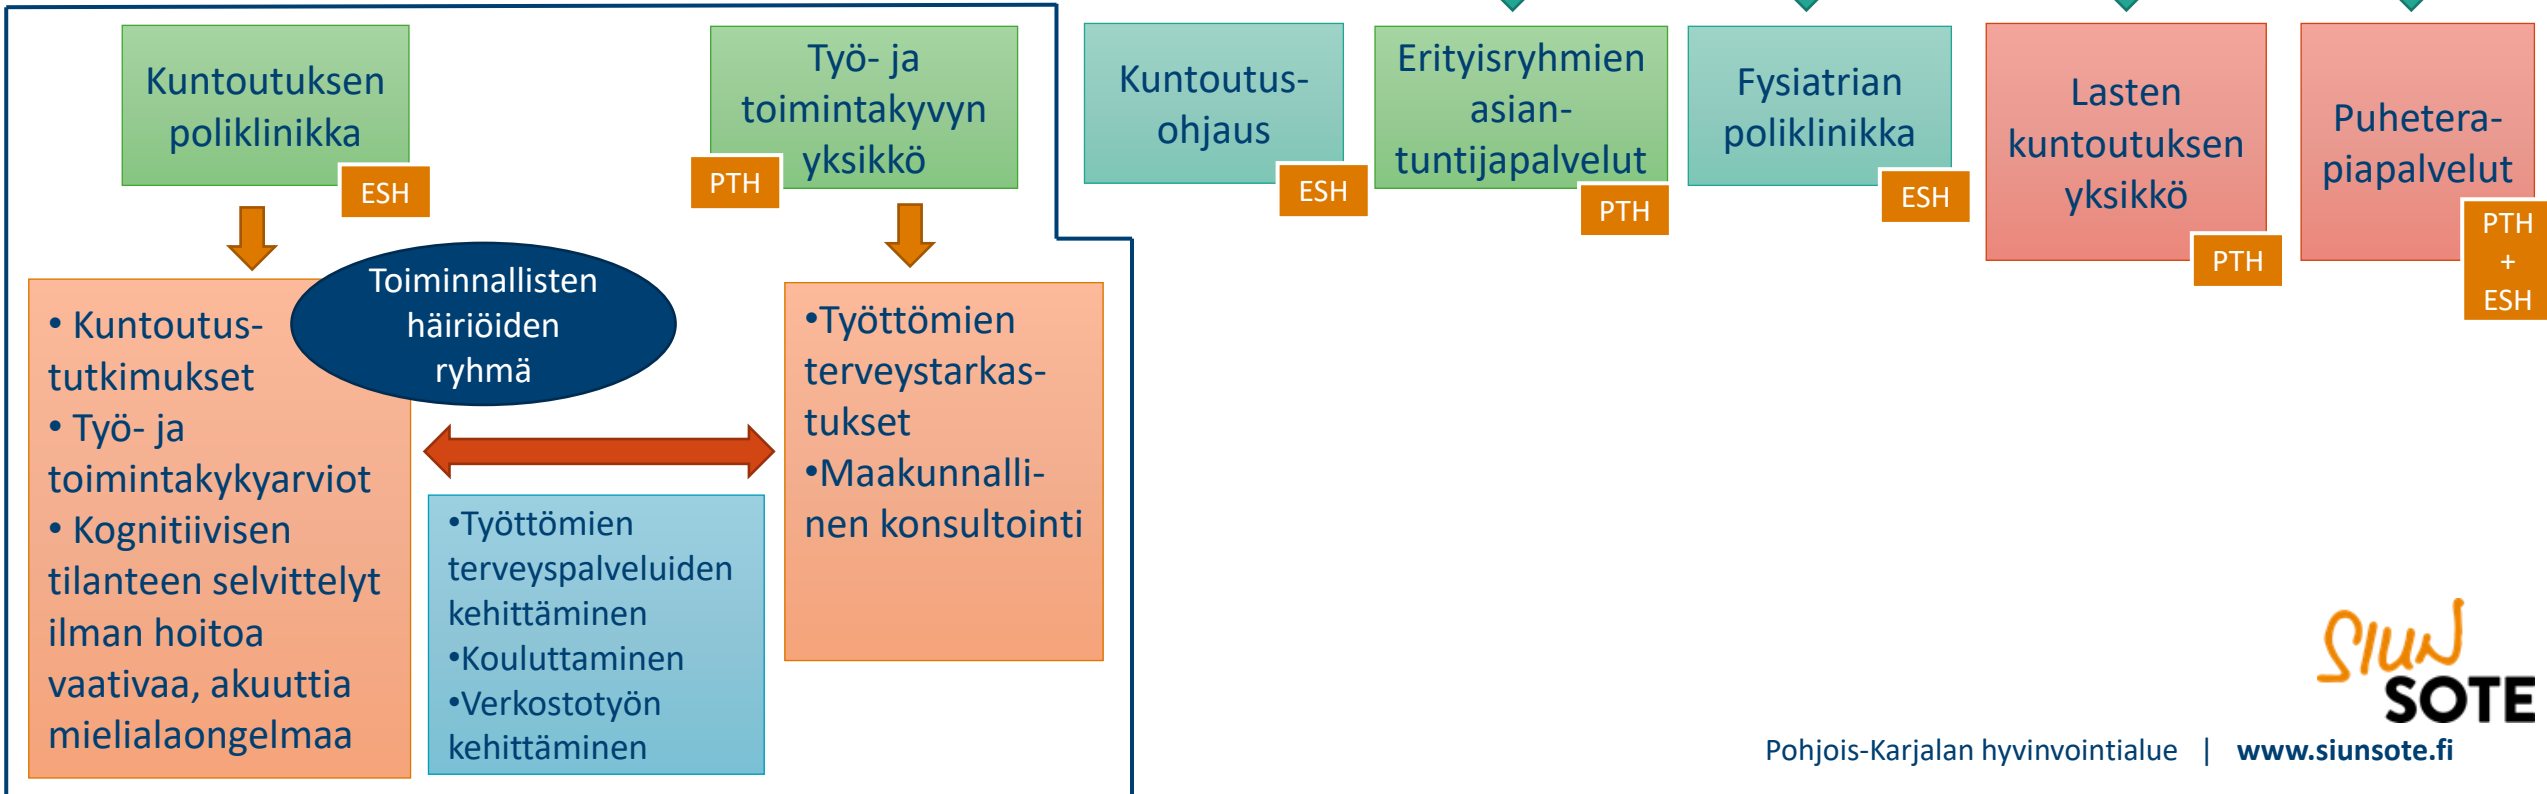 Kuntoutuksen
poliklinikka
ESH
Työ- ja
toimintakyvyn
yksikkö
PTH
Kuntoutus-
ohjaus
ESH
Erityisryhmien
asian-
tuntijapalvelut
PTH
Fysiatrian
poliklinikka
ESH
Lasten
kuntoutuksen
yksikkö
PTH
Puhetera-
piapalvelut
PTH
+
ESH
Toiminnallisten
häiriöiden
ryhmä
• Kuntoutus-
tutkimukset
• Työ- ja
toimintakykyarviot
• Kognitiivisen
tilanteen selvittelyt
ilman hoitoa
vaativaa, akuuttia
mielialaongelmaa
•Työttömien
terveyspalveluiden
kehittäminen
•Kouluttaminen
•Verkostotyön
kehittäminen
•Työttömien
terveystarkas-
tukset
•Maakunnalli-
nen konsultointi
SIUN
SOTE
Pohjois-Karjalan hyvinvointialue | www.siunsote.fi